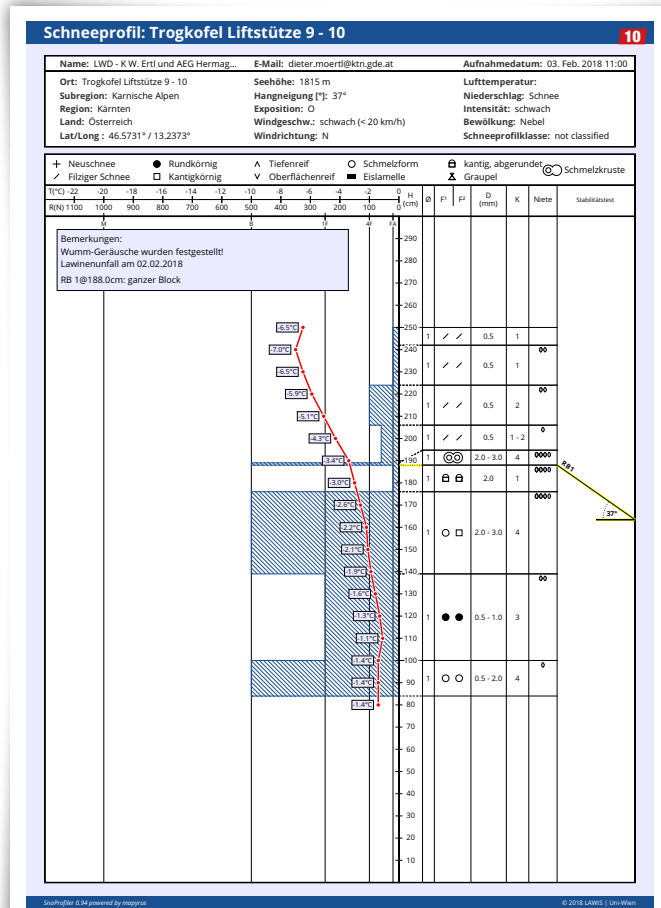 Schneeprofil: Trogkofel Liftstütze 9 - 10
10
Name: LWD - K W. Ertl und AEG Hermag... E-Mail: dieter.moertl@ktn.gde.at Aufnahmedatum: 03. Feb. 2018 11:00
Ort: Trogkofel Liftstütze 9 - 10 Seehöhe: 1815 m Lufttemperatur:
Subregion: Karnische Alpen Hangneigung [°]: 37° Niederschlag: Schnee
Region: Kärnten Exposition: O Intensität: schwach
Land: Österreich Windgeschw.: schwach (< 20 km/h) Bewölkung: Nebel
Lat/Long : 46.5731° / 13.2373° Windrichtung: N Schneeprofilklasse: not classified
Neuschnee Rundkörnig Tiefenreif Schmelzform kantig, abgerundet Schmelzkruste
Filziger Schnee Kantigkörnig Oberflächenreif Eislamelle Graupel
T(°C) -22 -20 -18 -16 -14 -12 -10 -8 -6 -4 -2 0 H (cm) Ø F¹ F² D (mm) K Niete Stabilitätstest
R(N) 1100 1000 900 800 700 600 500 400 300 200 100 0
M B 1F 4F FA
Bemerkungen:
Wumm-Geräusche wurden festgestellt!
Lawinenunfall am 02.02.2018
RB 1@188.0cm: ganzer Block
290
280
270
260
-6.5°C 250
1 0.5 1
-7.0°C 240
-6.5°C 230 1 0.5 1
-5.9°C 220
1 0.5 2
-5.1°C 210
-4.3°C 200 1 0.5 1 - 2
-3.4°C 190 1 2.0 - 3.0 4
RB1
-3.0°C 180 1 2.0 1
-2.6°C 170
37°
-2.2°C 160
1 2.0 - 3.0 4
-2.1°C 150
-1.9°C 140
-1.6°C 130
-1.3°C 120 1 0.5 - 1.0 3
-1.1°C 110
-1.4°C 100
-1.4°C 90 1 0.5 - 2.0 4
-1.4°C 80
70
60
50
40
30
20
10
SnoProfiler 0.94 powered by mapyrus © 2018 LAWIS | Uni-Wien